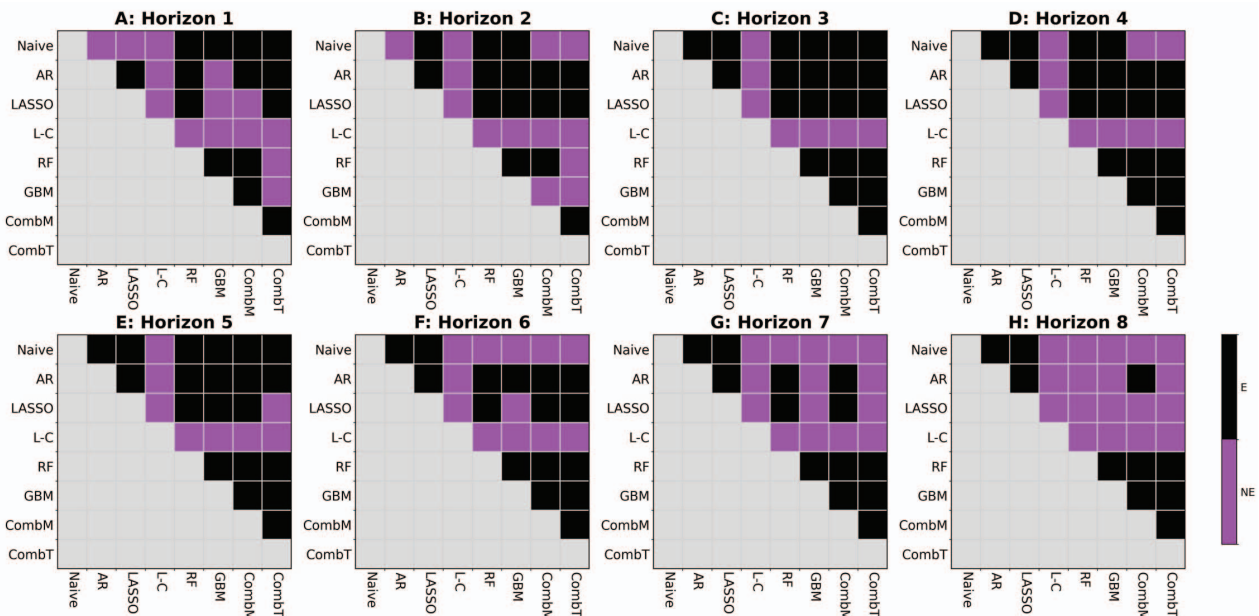 A: Horizon 1
B: Horizon 2
C: Horizon 3
D: Horizon 4
Naive
AR
LASSO
L-C
RF
GBM
CombM
CombT
Naive
AR
LASSO
L-C
RF
GBM
CombM
CombT
Naive
AR
LASSO
L-C
RF
GBM
CombM
CombT
Naive
AR
LASSO
L-C
RF
GBM
CombM
CombT
Naive
AR
LASSO
L-C
RF
GBM
CombM
CombT
Naive
AR
LASSO
L-C
RF
GBM
CombM
CombT
Naive
AR
LASSO
L-C
RF
GBM
CombM
CombT
Naive
AR
LASSO
L-C
RF
GBM
CombM
CombT
E: Horizon 5
F: Horizon 6
G: Horizon 7
H: Horizon 8
Naive
AR
LASSO
L-C
RF
GBM
CombM
CombT
Naive
AR
LASSO
L-C
RF
GBM
CombM
CombT
Naive
AR
LASSO
L-C
RF
GBM
CombM
CombT
Naive
AR
LASSO
L-C
RF
GBM
CombM
CombT
Naive
AR
LASSO
L-C
RF
GBM
CombM
CombT
Naive
AR
LASSO
L-C
RF
GBM
CombM
CombT
Naive
AR
LASSO
L-C
RF
GBM
CombM
CombT
Naive
AR
LASSO
L-C
RF
GBM
CombM
CombT
E
NE